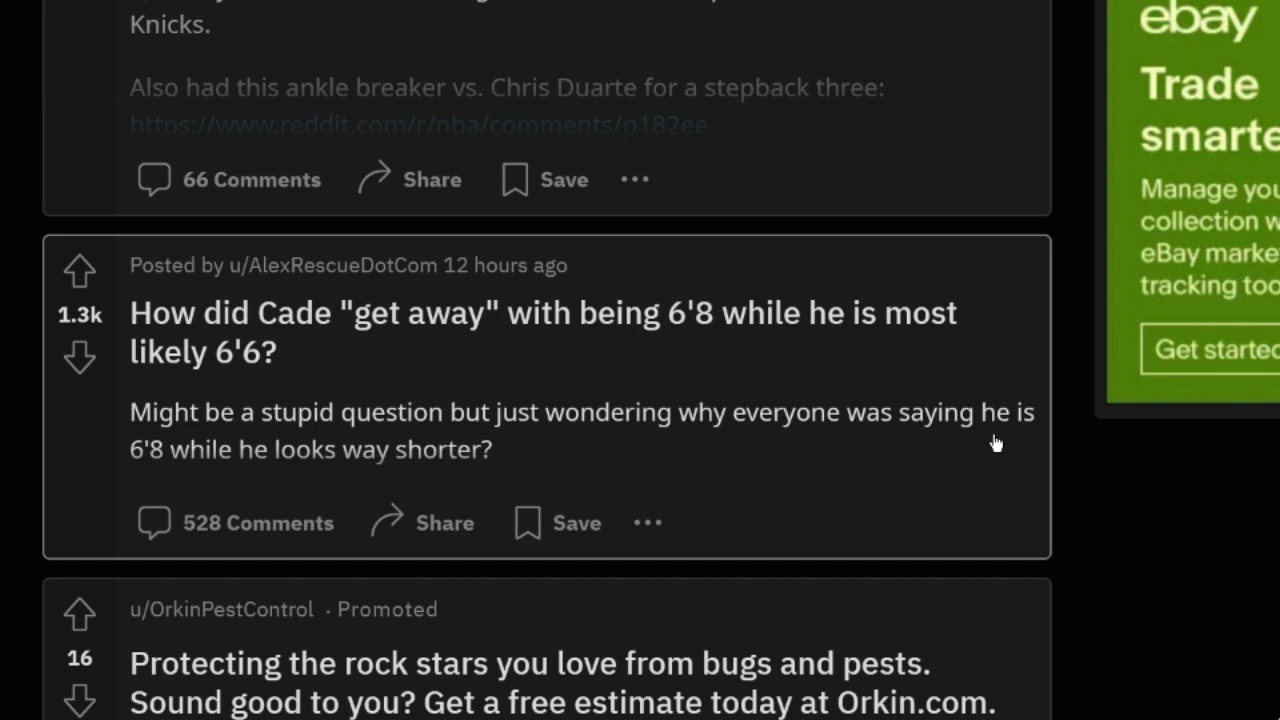 Knicks.
Also had this ankle breaker vs. Chris Duarte for a stepback three:
https://www.reddit.com/r/nba/comments/p182ee
66 Comments Share Save
Posted by u/AlexRescueDotCom 12 hours ago
1.3k
How did Cade "get away" with being 6'8 while he is most
likely 6'6?
Might be a stupid question but just wondering why everyone was saying he is
6'8 while he looks way shorter?
528 Comments Share Save
u/OrkinPestControl · Promoted
16
Protecting the rock stars you love from bugs and pests.
Sound good to you? Get a free estimate today at Orkin.com.
ebay
Trade
smarte
Manage you
collection w
eBay marke
tracking too
Get started